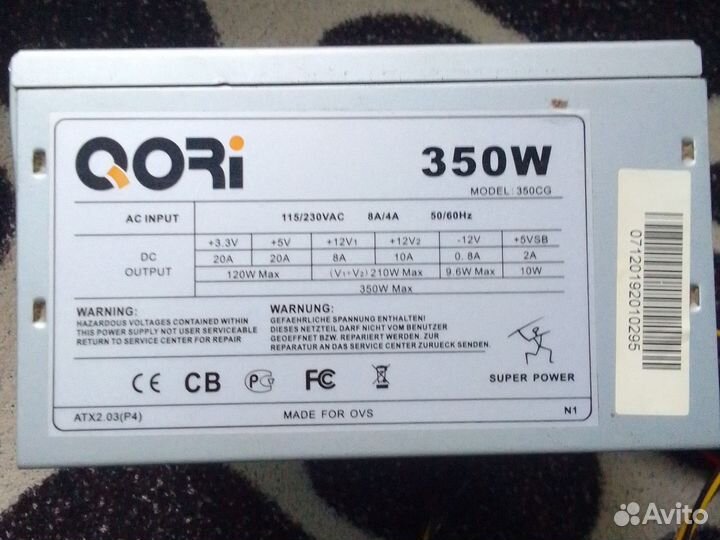 QORi
350W
MODEL: 350CG
AC INPUT 115/230VAC 8A/4A 50/60Hz
DC OUTPUT
+3.3V +5V +12V1 +12V2 -12V +5VSB
20A 20A 8A 10A 0.8A 2A
120W Max (V1+V2) 210W Max 9.6W Max 10W
350W Max
WARNING:
HAZARDOUS VOLTAGES CONTAINED WITHIN
THIS POWER SUPPLY NOT USER SERVICEABLE
RETURN TO SERVICE CENTER FOR REPAIR
WARNUNG:
GEFAEHRLICHE SPANNUNG ENTHALTEN!
DIESES NETZTEIL DARF NICHT VOM BENUTZER
GEOEFFNET BZW. REPARIERT WERDEN. ZUR
REPARATUR AN DAS SERVICE CENTER ZURUECK SENDEN.
CE CB PCT FC
SUPER POWER
ATX2.03(P4) MADE FOR OVS N1
07120192010295
Avito